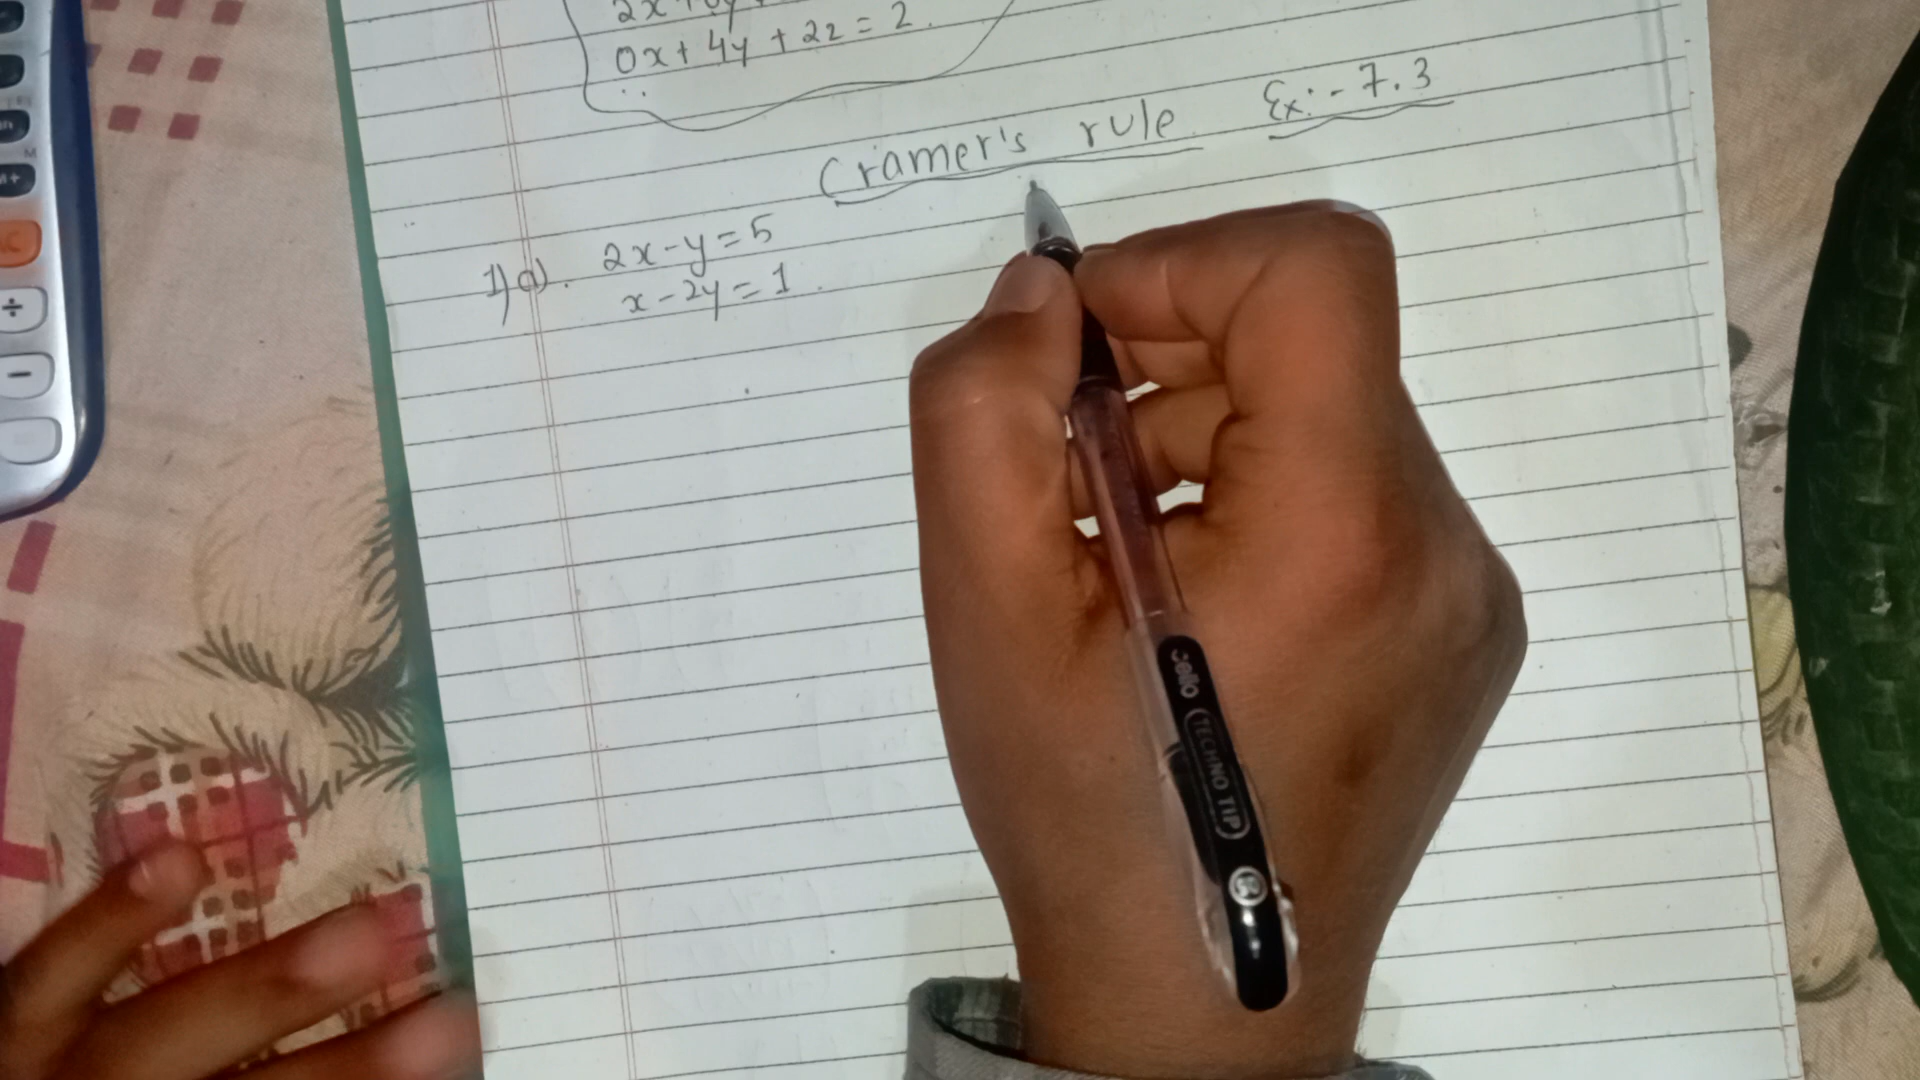 0x + 4y + 2z = 2.
Cramer's rule Ex:- 7.3
1) a). 2x - y = 5
x - 2y = 1.
cello TECHNO TIP
M
M+
÷
−